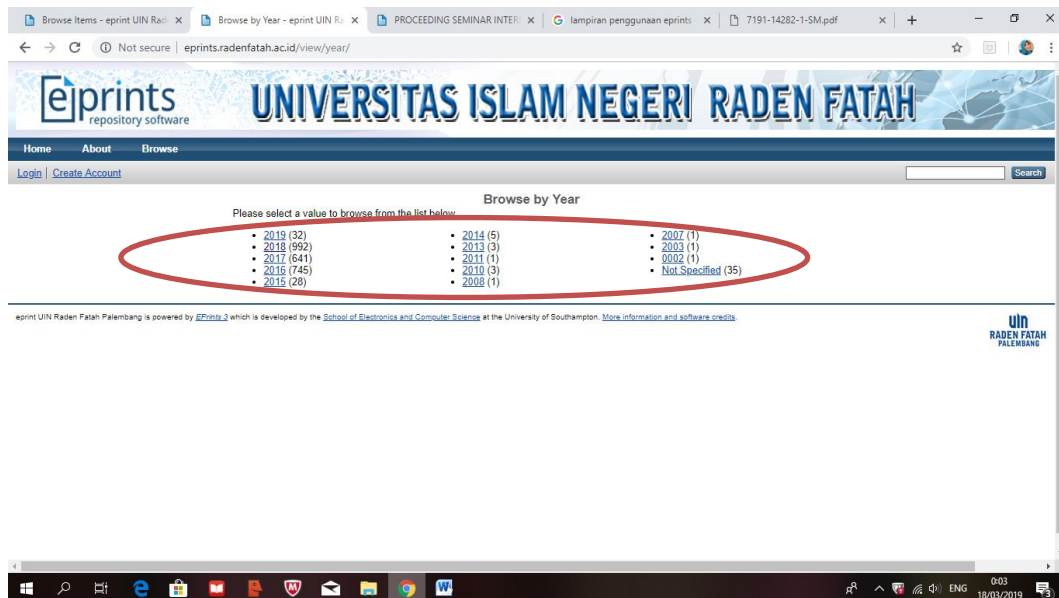 Browse Items - eprint UIN Rad
Browse by Year - eprint UIN Ra
PROCEEDING SEMINAR INTER
lampiran penggunaan eprints
7191-14282-1-SM.pdf
Not secure | eprints.radenfatah.ac.id/view/year/
eprints
repository software
UNIVERSITAS ISLAM NEGERI RADEN FATAH
Home About Browse
Login | Create Account
Search
Browse by Year
Please select a value to browse from the list below.
• 2019 (32)
• 2018 (992)
• 2017 (641)
• 2016 (745)
• 2015 (28)
• 2014 (5)
• 2013 (3)
• 2011 (1)
• 2010 (3)
• 2008 (1)
• 2007 (1)
• 2003 (1)
• 0002 (1)
• Not Specified (35)
eprint UIN Raden Fatah Palembang is powered by EPrints 3 which is developed by the School of Electronics and Computer Science at the University of Southampton. More information and software credits.
uin
RADEN FATAH
PALEMBANG
ENG
0:03
18/03/2019